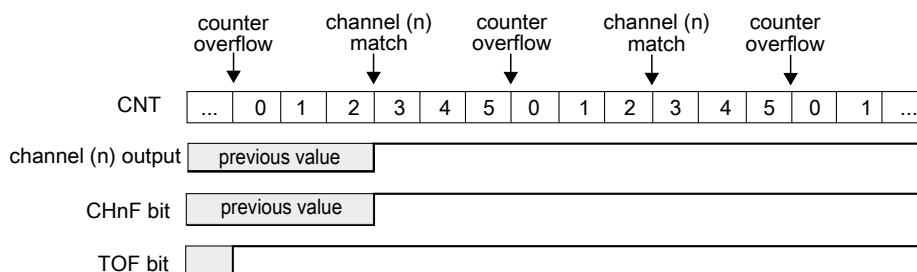 counter overflow
channel (n) match
counter overflow
channel (n) match
counter overflow
CNT ... 0 1 2 3 4 5 0 1 2 3 4 5 0 1 ...
channel (n) output previous value
CHnF bit previous value
TOF bit